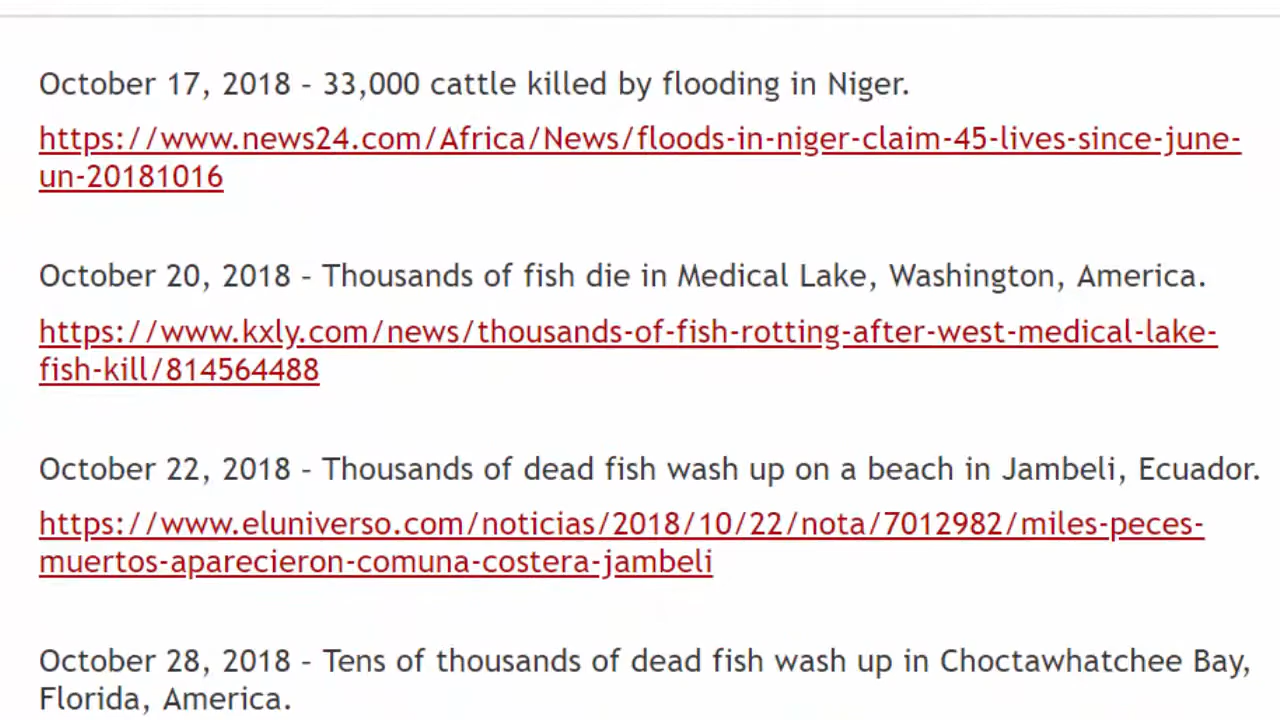 October 17, 2018 - 33,000 cattle killed by flooding in Niger.
https://www.news24.com/Africa/News/floods-in-niger-claim-45-lives-since-june-
un-20181016
October 20, 2018 - Thousands of fish die in Medical Lake, Washington, America.
https://www.kxly.com/news/thousands-of-fish-rotting-after-west-medical-lake-
fish-kill/814564488
October 22, 2018 - Thousands of dead fish wash up on a beach in Jambeli, Ecuador.
https://www.eluniverso.com/noticias/2018/10/22/nota/7012982/miles-peces-
muertos-aparecieron-comuna-costera-jambeli
October 28, 2018 - Tens of thousands of dead fish wash up in Choctawhatchee Bay,
Florida, America.